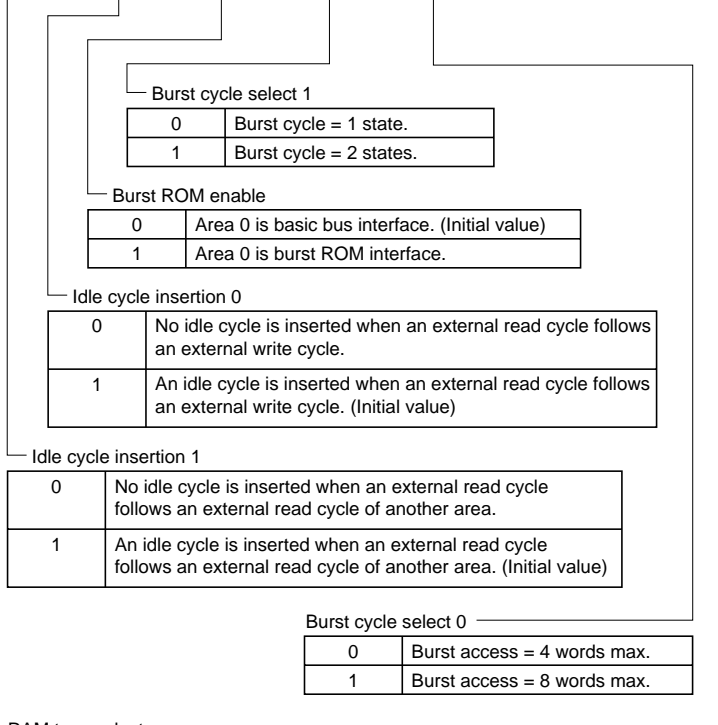 Burst cycle select 1
0 Burst cycle = 1 state.
1 Burst cycle = 2 states.
Burst ROM enable
0 Area 0 is basic bus interface. (Initial value)
1 Area 0 is burst ROM interface.
Idle cycle insertion 0
0 No idle cycle is inserted when an external read cycle follows
an external write cycle.
1 An idle cycle is inserted when an external read cycle follows
an external write cycle. (Initial value)
Idle cycle insertion 1
0 No idle cycle is inserted when an external read cycle
follows an external read cycle of another area.
1 An idle cycle is inserted when an external read cycle
follows an external read cycle of another area. (Initial value)
Burst cycle select 0
0 Burst access = 4 words max.
1 Burst access = 8 words max.